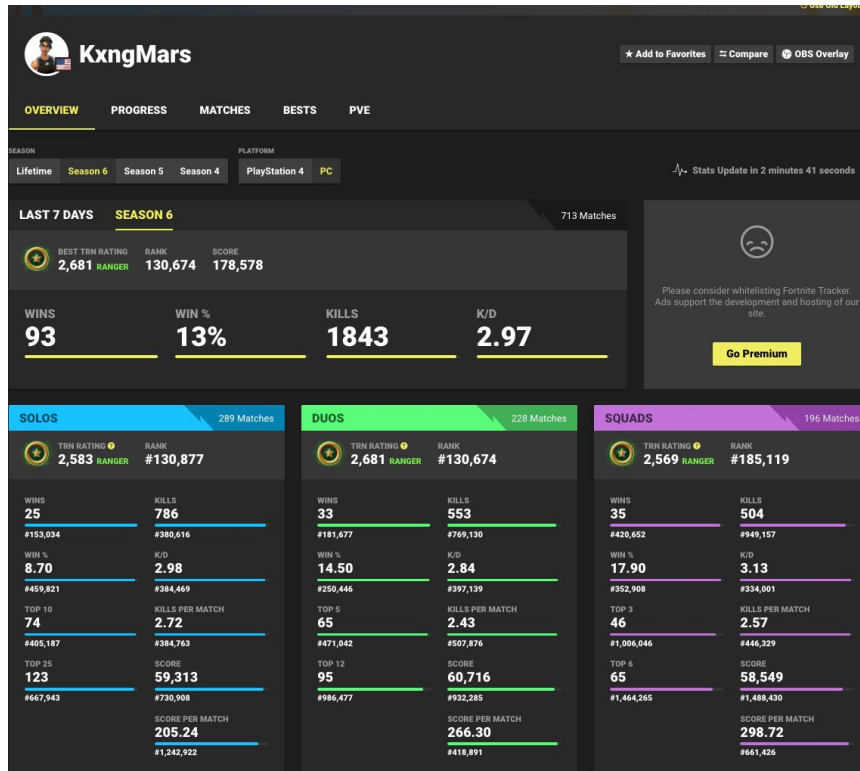 Use Old Layou
KxngMars
Add to Favorites Compare OBS Overlay
OVERVIEW PROGRESS MATCHES BESTS PVE
SEASON PLATFORM
Lifetime Season 6 Season 5 Season 4 PlayStation 4 PC
Stats Update in 2 minutes 41 seconds
LAST 7 DAYS SEASON 6 713 Matches
BEST TRN RATING RANK SCORE
2,681 RANGER 130,674 178,578
WINS WIN % KILLS K/D
93 13% 1843 2.97
Please consider whitelisting Fortnite Tracker.
Ads support the development and hosting of our
site.
Go Premium
SOLOS 289 Matches
TRN RATING ? RANK
2,583 RANGER #130,877
WINS KILLS
25 786
#153,034 #380,616
WIN % K/D
8.70 2.98
#459,821 #384,469
TOP 10 KILLS PER MATCH
74 2.72
#405,187 #384,763
TOP 25 SCORE
123 59,313
#667,943 #730,908
SCORE PER MATCH
205.24
#1,242,922
DUOS 228 Matches
TRN RATING ? RANK
2,681 RANGER #130,674
WINS KILLS
33 553
#181,677 #769,130
WIN % K/D
14.50 2.84
#250,446 #397,139
TOP 5 KILLS PER MATCH
65 2.43
#471,042 #507,876
TOP 12 SCORE
95 60,716
#986,477 #932,285
SCORE PER MATCH
266.30
#418,891
SQUADS 196 Matches
TRN RATING ? RANK
2,569 RANGER #185,119
WINS KILLS
35 504
#420,652 #949,157
WIN % K/D
17.90 3.13
#352,908 #334,001
TOP 3 KILLS PER MATCH
46 2.57
#1,006,046 #446,329
TOP 6 SCORE
65 58,549
#1,464,265 #1,488,430
SCORE PER MATCH
298.72
#661,426